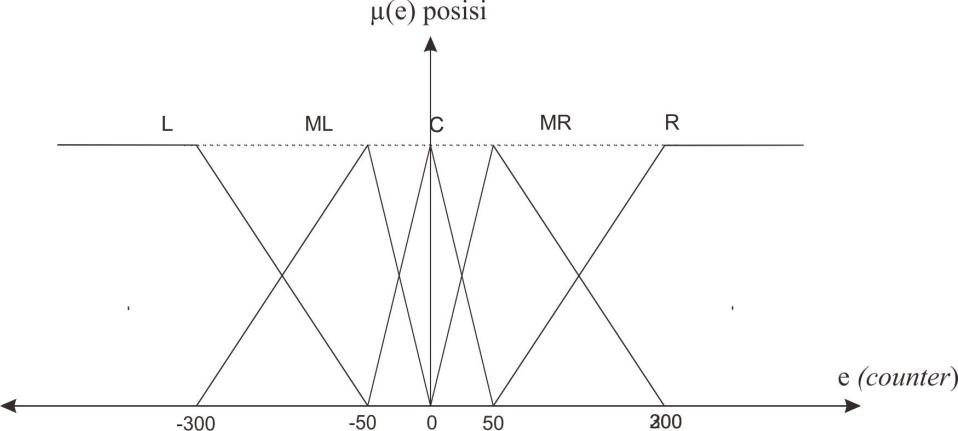 µ(e) posisi
L ML C MR R
e (counter)
-300 -50 0 50